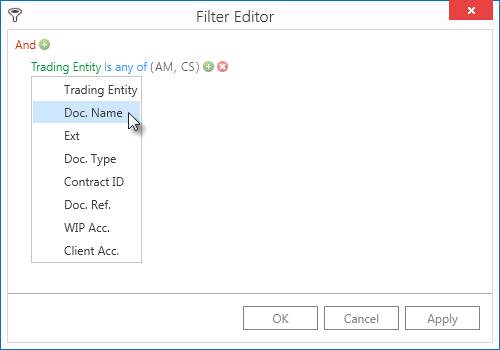 Filter Editor
And
Trading Entity Is any of (AM, CS)
Trading Entity
Doc. Name
Ext
Doc. Type
Contract ID
Doc. Ref.
WIP Acc.
Client Acc.
OK Cancel Apply